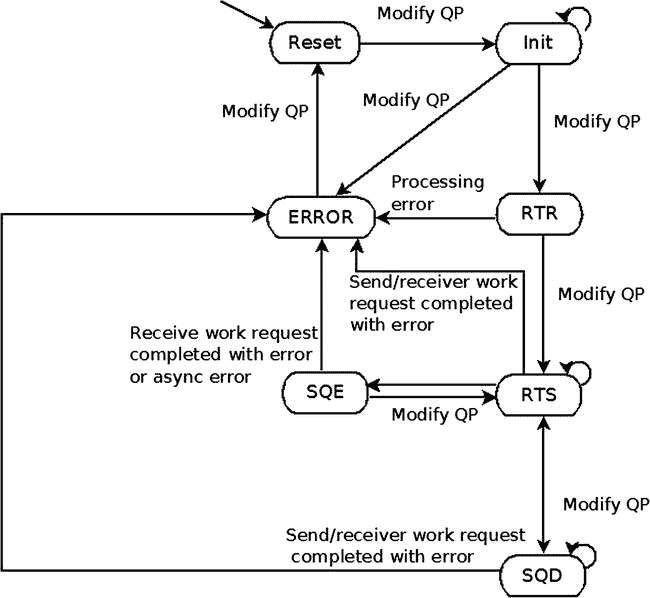 Modify QP
Reset
Init
Modify QP
Modify QP
Modify QP
Processing
error
ERROR
RTR
Send/receiver work
request completed
with error
Modify QP
Receive work request
completed with error
or async error
SQE
RTS
Modify QP
Modify QP
Send/receiver work request
completed with error
SQD